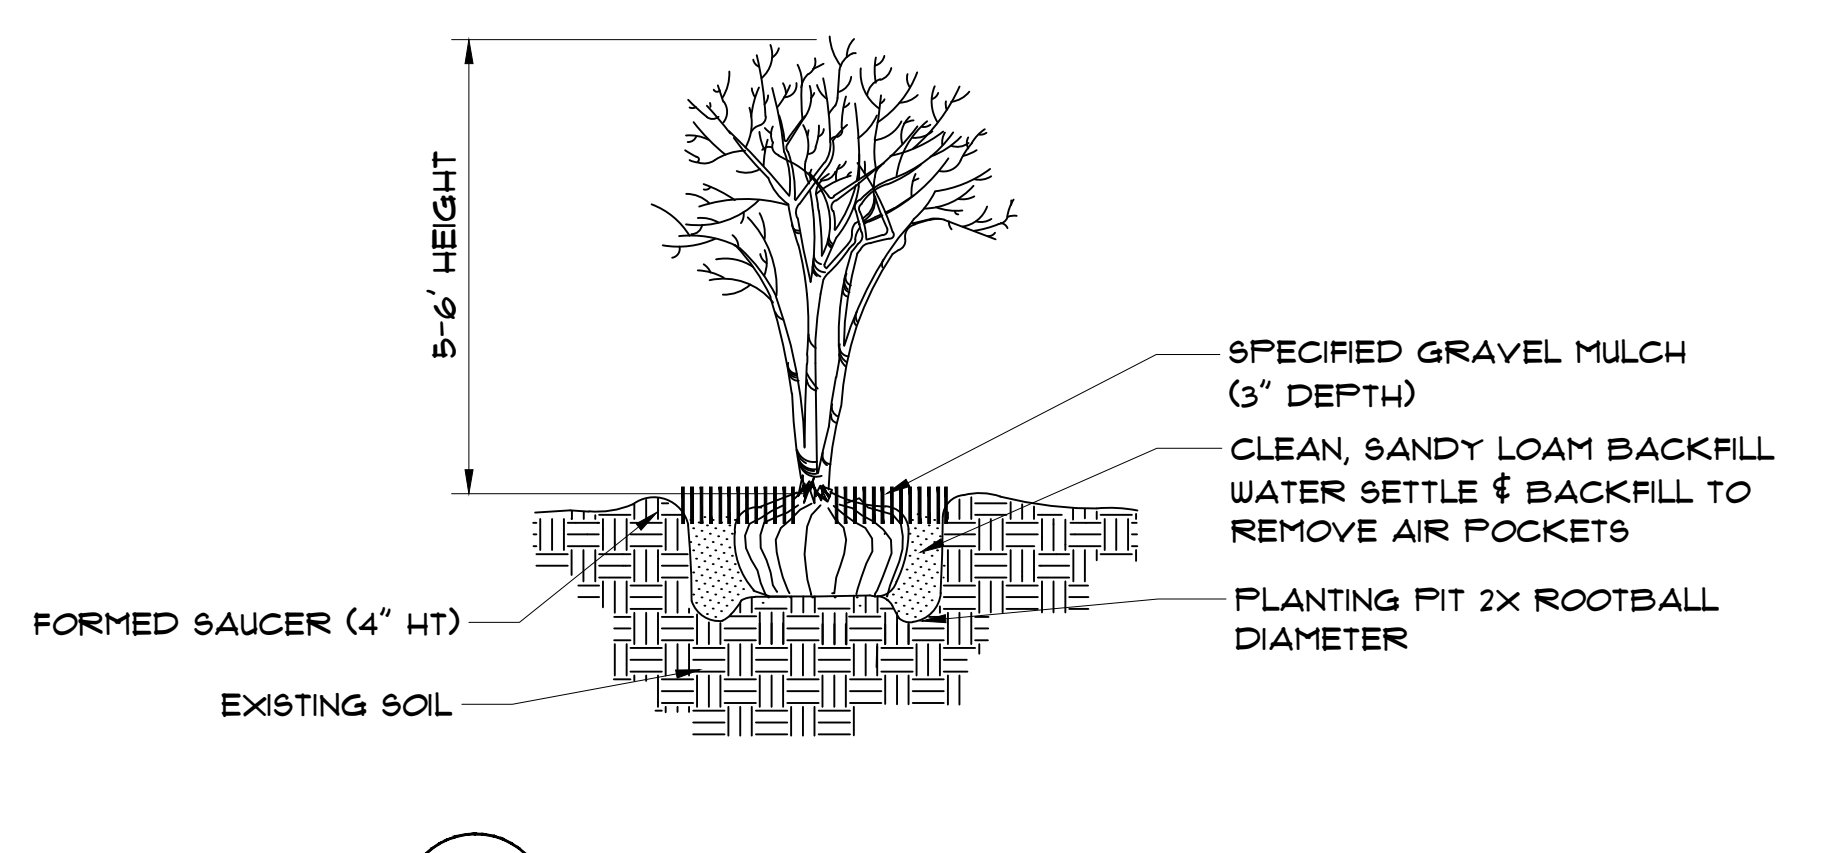 5-6' HEIGHT
SPECIFIED GRAVEL MULCH
(3" DEPTH)
CLEAN, SANDY LOAM BACKFILL
WATER SETTLE & BACKFILL TO
REMOVE AIR POCKETS
PLANTING PIT 2X ROOTBALL
DIAMETER
FORMED SAUCER (4" HT)
EXISTING SOIL